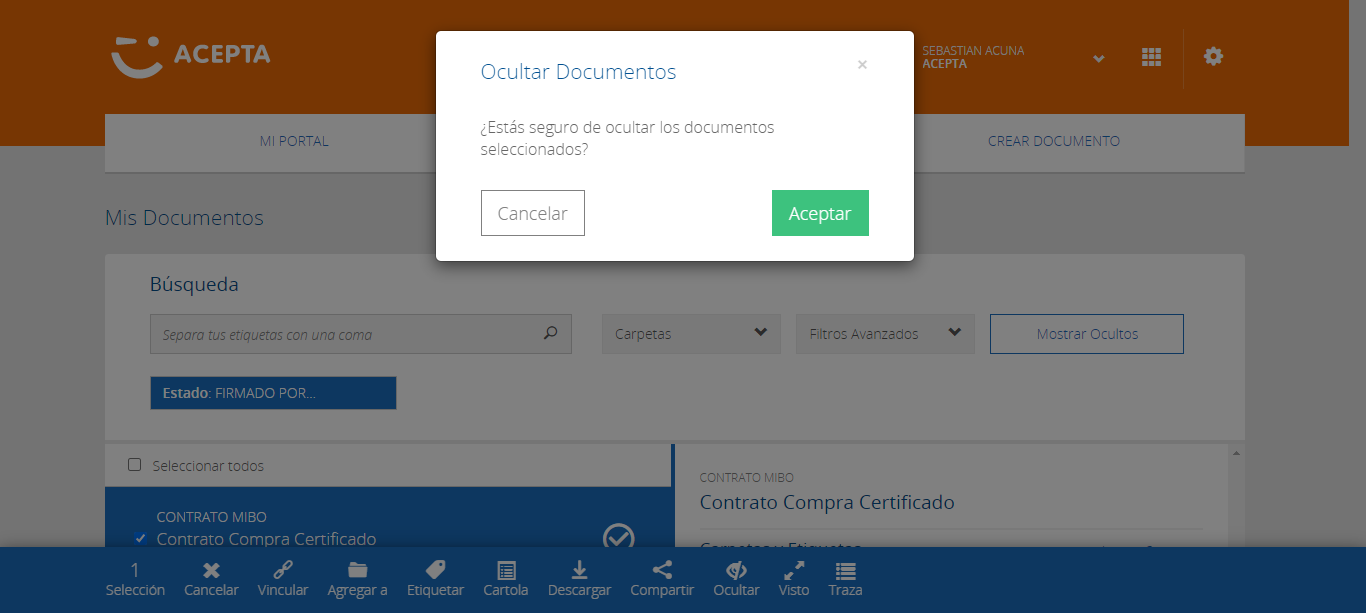 ACEPTA
SEBASTIAN ACUNA
ACEPTA
Ocultar Documentos
×
¿Estás seguro de ocultar los documentos
seleccionados?
Cancelar
Aceptar
MI PORTAL
CREAR DOCUMENTO
Mis Documentos
Búsqueda
Separa tus etiquetas con una coma
Carpetas
Filtros Avanzados
Mostrar Ocultos
Estado: FIRMADO POR...
Seleccionar todos
CONTRATO MIBO
Contrato Compra Certificado
CONTRATO MIBO
Contrato Compra Certificado
Carpetas y Etiquetas
1
Selección
Cancelar
Vincular
Agregar a
Etiquetar
Cartola
Descargar
Compartir
Ocultar
Visto
Traza